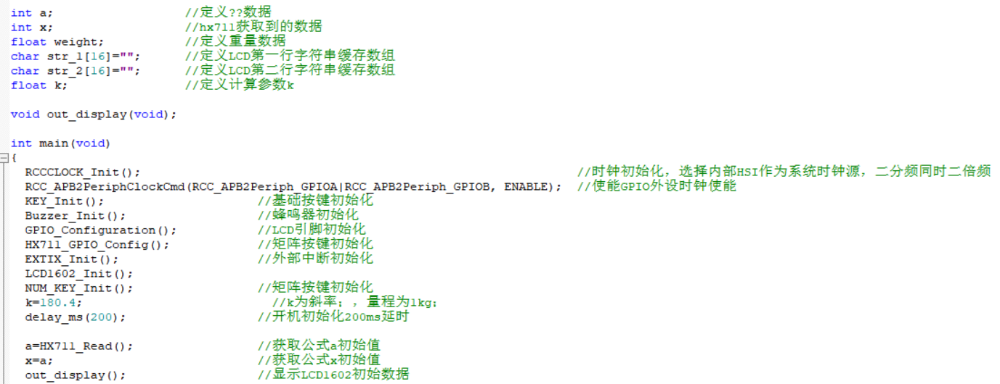 int a;                  //定义??数据
int x;                  //hx711获取到的数据
float weight;           //定义重量数据
char str_1[16]="";      //定义LCD第一行字符串缓存数组
char str_2[16]="";      //定义LCD第二行字符串缓存数组
float k;                //定义计算参数k
void out_display(void);
int main(void)
{
RCCCLOCK_Init();        //时钟初始化，选择内部HSI作为系统时钟源，二分频同时二倍频
RCC_APB2PeriphClockCmd(RCC_APB2Periph_GPIOA|RCC_APB2Periph_GPIOB, ENABLE);  //使能GPIO外设时钟使能
KEY_Init();             //基础按键初始化
Buzzer_Init();          //蜂鸣器初始化
GPIO_Configuration();   //LCD引脚初始化
HX711_GPIO_Config();    //矩阵按键初始化
EXTIX_Init();           //外部中断初始化
LCD1602_Init();
NUM_KEY_Init();         //矩阵按键初始化
k=180.4;                //k为斜率；，量程为1kg；
delay_ms(200);          //开机初始化200ms延时
a=HX711_Read();         //获取公式a初始值
x=a;                    //获取公式x初始值
out_display();          //显示LCD1602初始数据